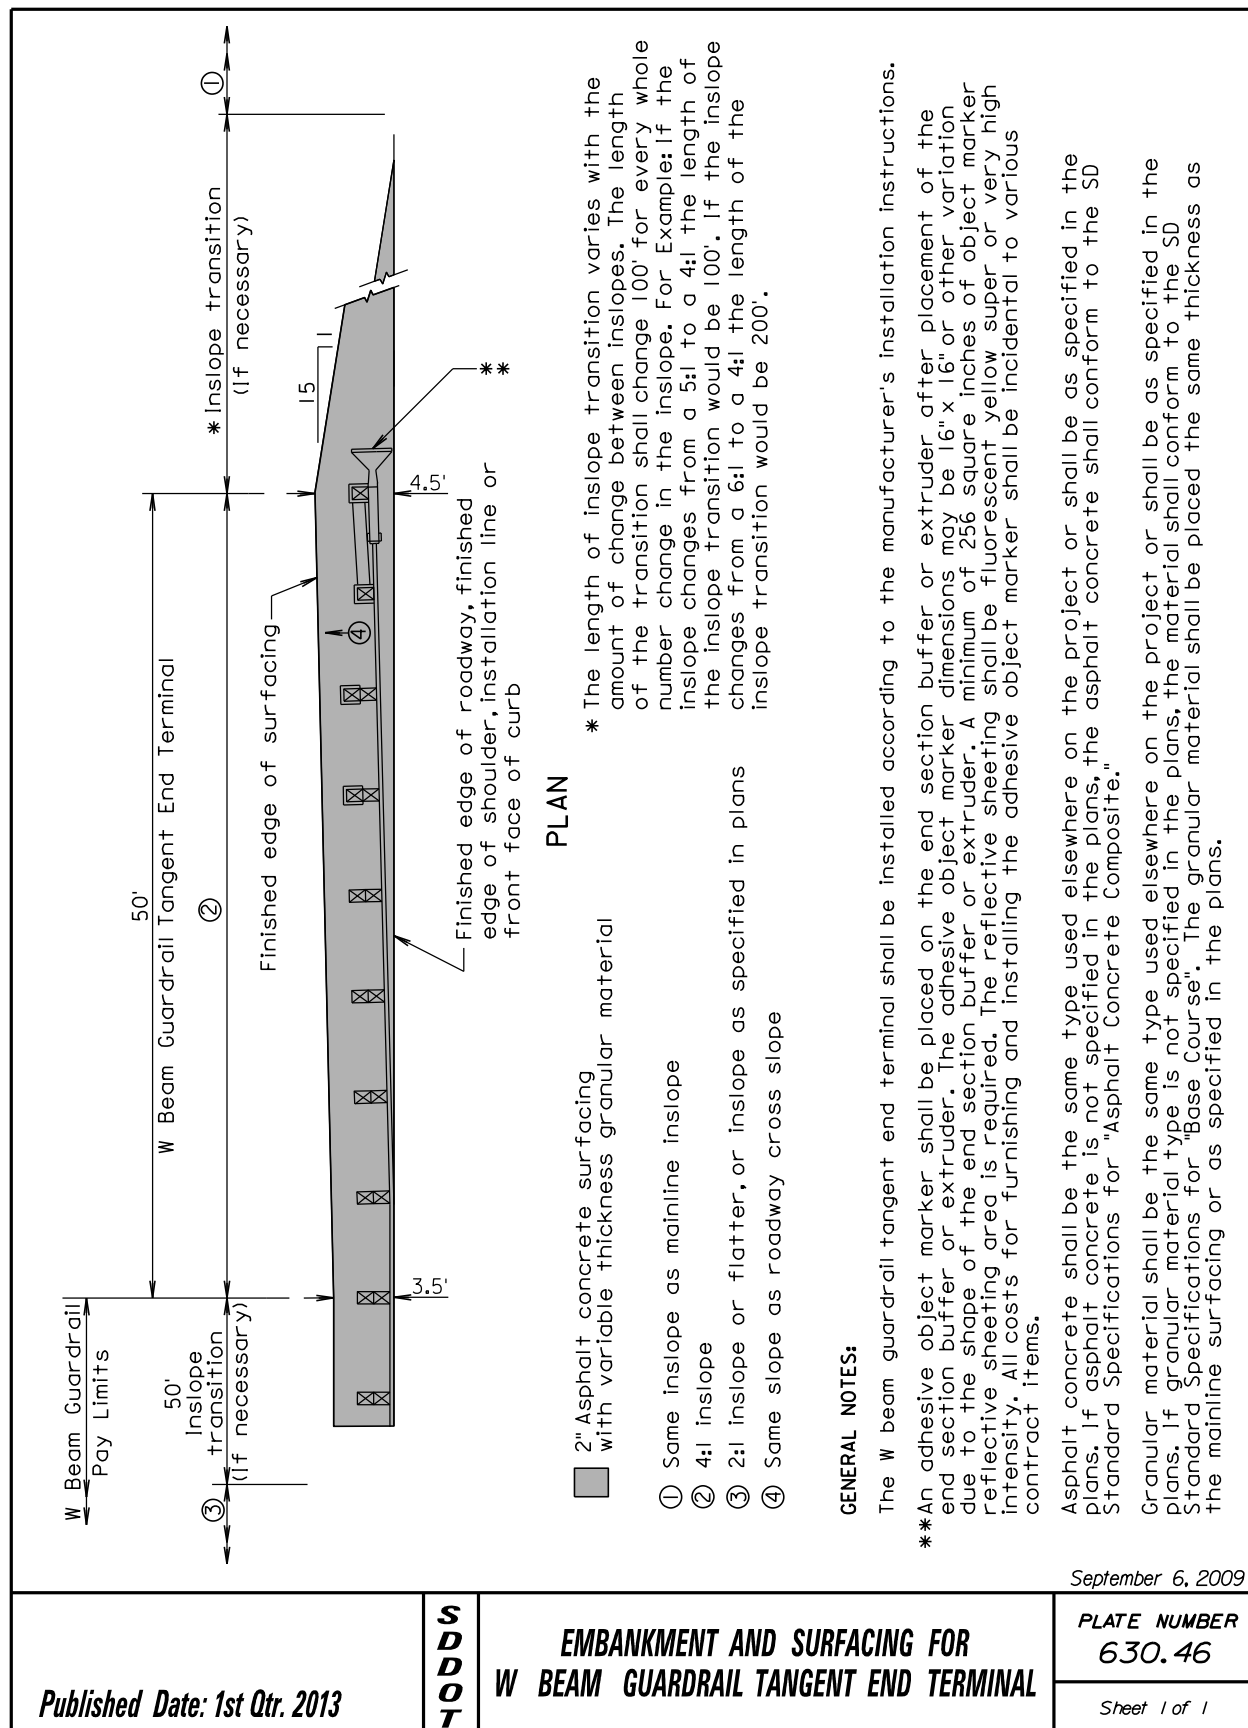 W Beam Guardrail
Pay Limits
50'
W Beam Guardrail Tangent End Terminal
③
50'
Inslope
transition
(If necessary)
②
*Inslope transition
(If necessary)
①
Finished edge of surfacing
15
1
④
3.5'
4.5'
**
Finished edge of roadway, finished
edge of shoulder, installation line or
front face of curb
PLAN
2" Asphalt concrete surfacing
with variable thickness granular material
① Same inslope as mainline inslope
② 4:1 inslope
③ 2:1 inslope or flatter, or inslope as specified in plans
④ Same slope as roadway cross slope
* The length of inslope transition varies with the
amount of change between inslopes. The length
of the transition shall change 100' for every whole
number change in the inslope. For Example: If the
inslope changes from a 5:1 to a 4:1 the length of
the inslope transition would be 100'. If the inslope
changes from a 6:1 to a 4:1 the length of the
inslope transition would be 200'.
GENERAL NOTES:
The W beam guardrail tangent end terminal shall be installed according to the manufacturer's installation instructions.
**An adhesive object marker shall be placed on the end section buffer or extruder after placement of the
end section buffer or extruder. The adhesive object marker dimensions may be 16" x 16" or other variation
due to the shape of the end section buffer or extruder. A minimum of 256 square inches of object marker
reflective sheeting area is required. The reflective sheeting shall be fluorescent yellow super or very high
intensity. All costs for furnishing and installing the adhesive object marker shall be incidental to various
contract items.
Asphalt concrete shall be the same type used elsewhere on the project or shall be as specified in the
plans. If asphalt concrete is not specified in the plans, the asphalt concrete shall conform to the SD
Standard Specifications for "Asphalt Concrete Composite."
Granular material shall be the same type used elsewhere on the project or shall be as specified in the
plans. If granular material type is not specified in the plans, the material shall conform to the SD
Standard Specifications for "Base Course". The granular material shall be placed the same thickness as
the mainline surfacing or as specified in the plans.
September 6, 2009
Published Date: 1st Qtr. 2013
SDDOT
EMBANKMENT AND SURFACING FOR
W BEAM GUARDRAIL TANGENT END TERMINAL
PLATE NUMBER
630.46
Sheet 1 of 1